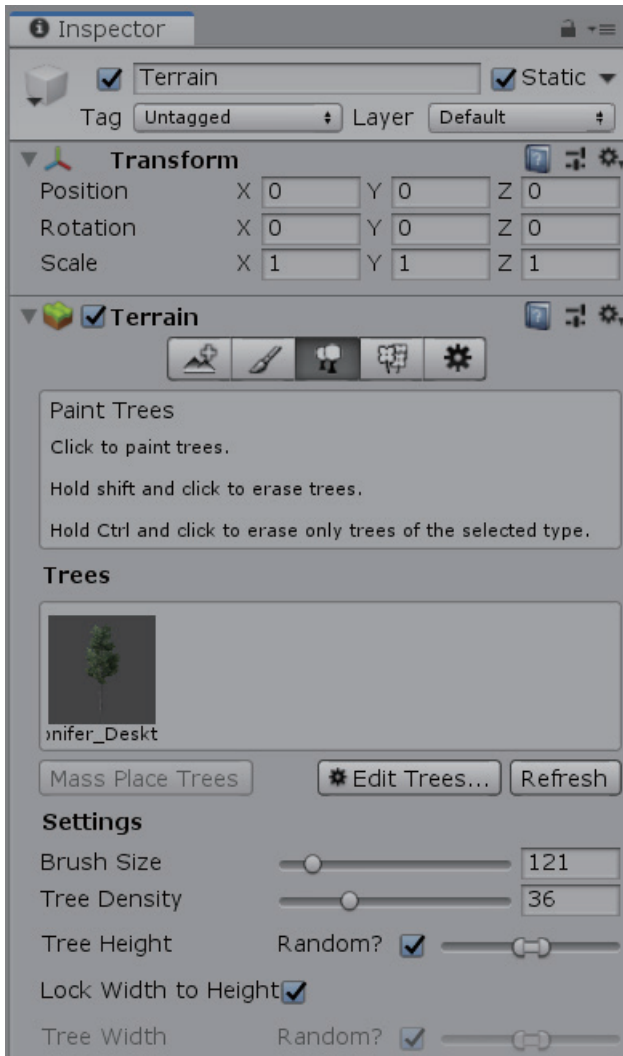 Inspector
Terrain Static
Tag Untagged Layer Default
Transform
Position X 0 Y 0 Z 0
Rotation X 0 Y 0 Z 0
Scale X 1 Y 1 Z 1
Terrain
Paint Trees
Click to paint trees.
Hold shift and click to erase trees.
Hold Ctrl and click to erase only trees of the selected type.
Trees
onifer_Deskt
Mass Place Trees Edit Trees... Refresh
Settings
Brush Size 121
Tree Density 36
Tree Height Random?
Lock Width to Height
Tree Width Random?